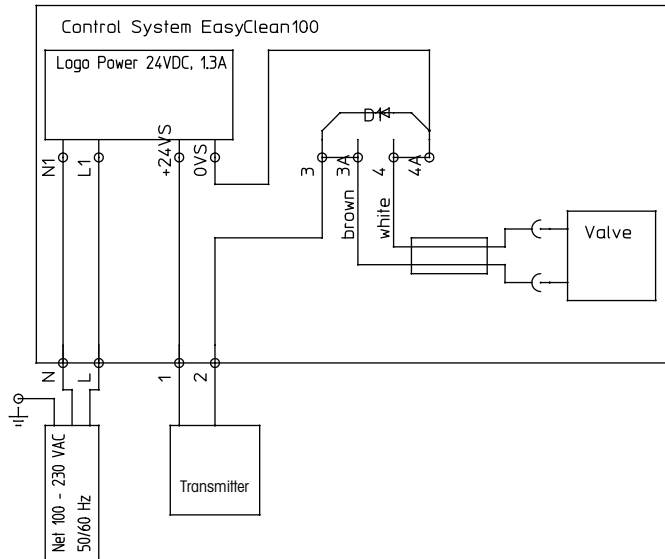 Control System EasyClean100
Logo Power 24VDC, 1.3A
N1
L1
+24VS
0VS
D1
3
3A
4
4A
brown
white
Valve
N
L
1
2
Net 100 - 230 VAC
50/60 Hz
Transmitter